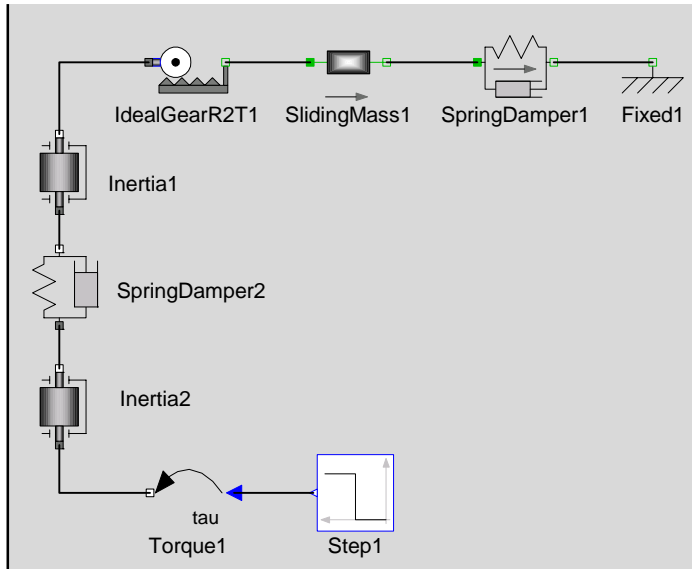 IdealGearR2T1 SlidingMass1 SpringDamper1 Fixed1
Inertia1
SpringDamper2
Inertia2
tau
Torque1 Step1